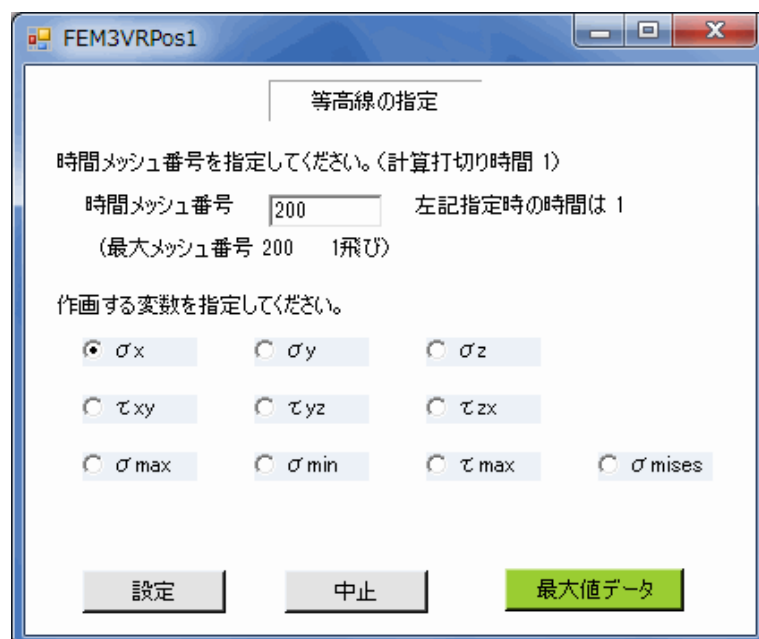 FEM3VRPos1
等高線の指定
時間メッシュ番号を指定してください。(計算打切り時間 1)
時間メッシュ番号 200 左記指定時の時間は 1
(最大メッシュ番号 200 1飛び)
作画する変数を指定してください。
σx σy σz
τxy τyz τzx
σmax σmin τmax σmises
設定 中止 最大値データ